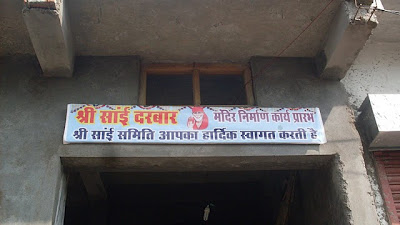 श्री सांई दरबार मंदिर निर्माण कार्य प्रारंभ
श्री सांई समिति आपका हार्दिक स्वागत करती है